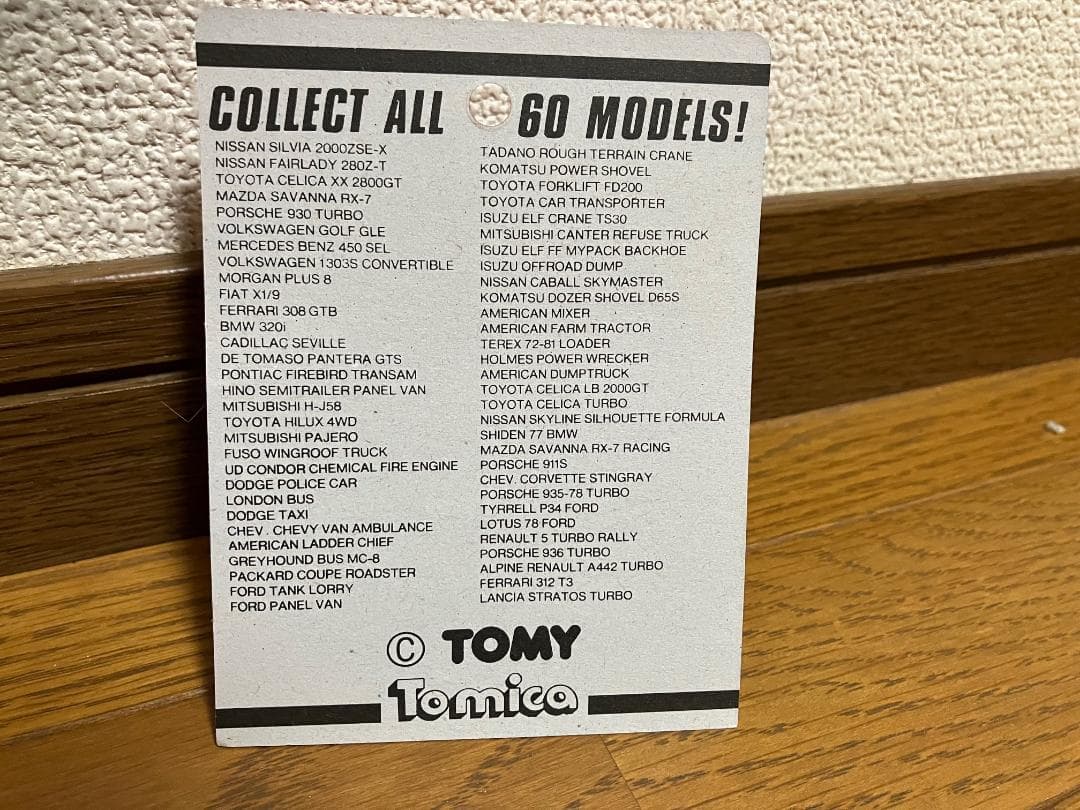 COLLECT ALL 60 MODELS!
NISSAN SILVIA 2000ZSE-X
NISSAN FAIRLADY 280Z-T
TOYOTA CELICA XX 2800GT
MAZDA SAVANNA RX-7
PORSCHE 930 TURBO
VOLKSWAGEN GOLF GLE
MERCEDES BENZ 450 SEL
VOLKSWAGEN 1303S CONVERTIBLE
MORGAN PLUS 8
FIAT X1/9
FERRARI 308 GTB
BMW 320i
CADILLAC SEVILLE
DE TOMASO PANTERA GTS
PONTIAC FIREBIRD TRANSAM
HINO SEMITRAILER PANEL VAN
MITSUBISHI H-J58
TOYOTA HILUX 4WD
MITSUBISHI PAJERO
FUSO WINGROOF TRUCK
UD CONDOR CHEMICAL FIRE ENGINE
DODGE POLICE CAR
LONDON BUS
DODGE TAXI
CHEV. CHEVY VAN AMBULANCE
AMERICAN LADDER CHIEF
GREYHOUND BUS MC-8
PACKARD COUPE ROADSTER
FORD TANK LORRY
FORD PANEL VAN
TADANO ROUGH TERRAIN CRANE
KOMATSU POWER SHOVEL
TOYOTA FORKLIFT FD200
TOYOTA CAR TRANSPORTER
ISUZU ELF CRANE TS30
MITSUBISHI CANTER REFUSE TRUCK
ISUZU ELF FF MYPACK BACKHOE
ISUZU OFFROAD DUMP
NISSAN CABALL SKYMASTER
KOMATSU DOZER SHOVEL D65S
AMERICAN MIXER
AMERICAN FARM TRACTOR
TEREX 72-81 LOADER
HOLMES POWER WRECKER
AMERICAN DUMPTRUCK
TOYOTA CELICA LB 2000GT
TOYOTA CELICA TURBO
NISSAN SKYLINE SILHOUETTE FORMULA
SHIDEN 77 BMW
MAZDA SAVANNA RX-7 RACING
PORSCHE 911S
CHEV. CORVETTE STINGRAY
PORSCHE 935-78 TURBO
TYRRELL P34 FORD
LOTUS 78 FORD
RENAULT 5 TURBO RALLY
PORSCHE 936 TURBO
ALPINE RENAULT A442 TURBO
FERRARI 312 T3
LANCIA STRATOS TURBO
© TOMY
Tomica